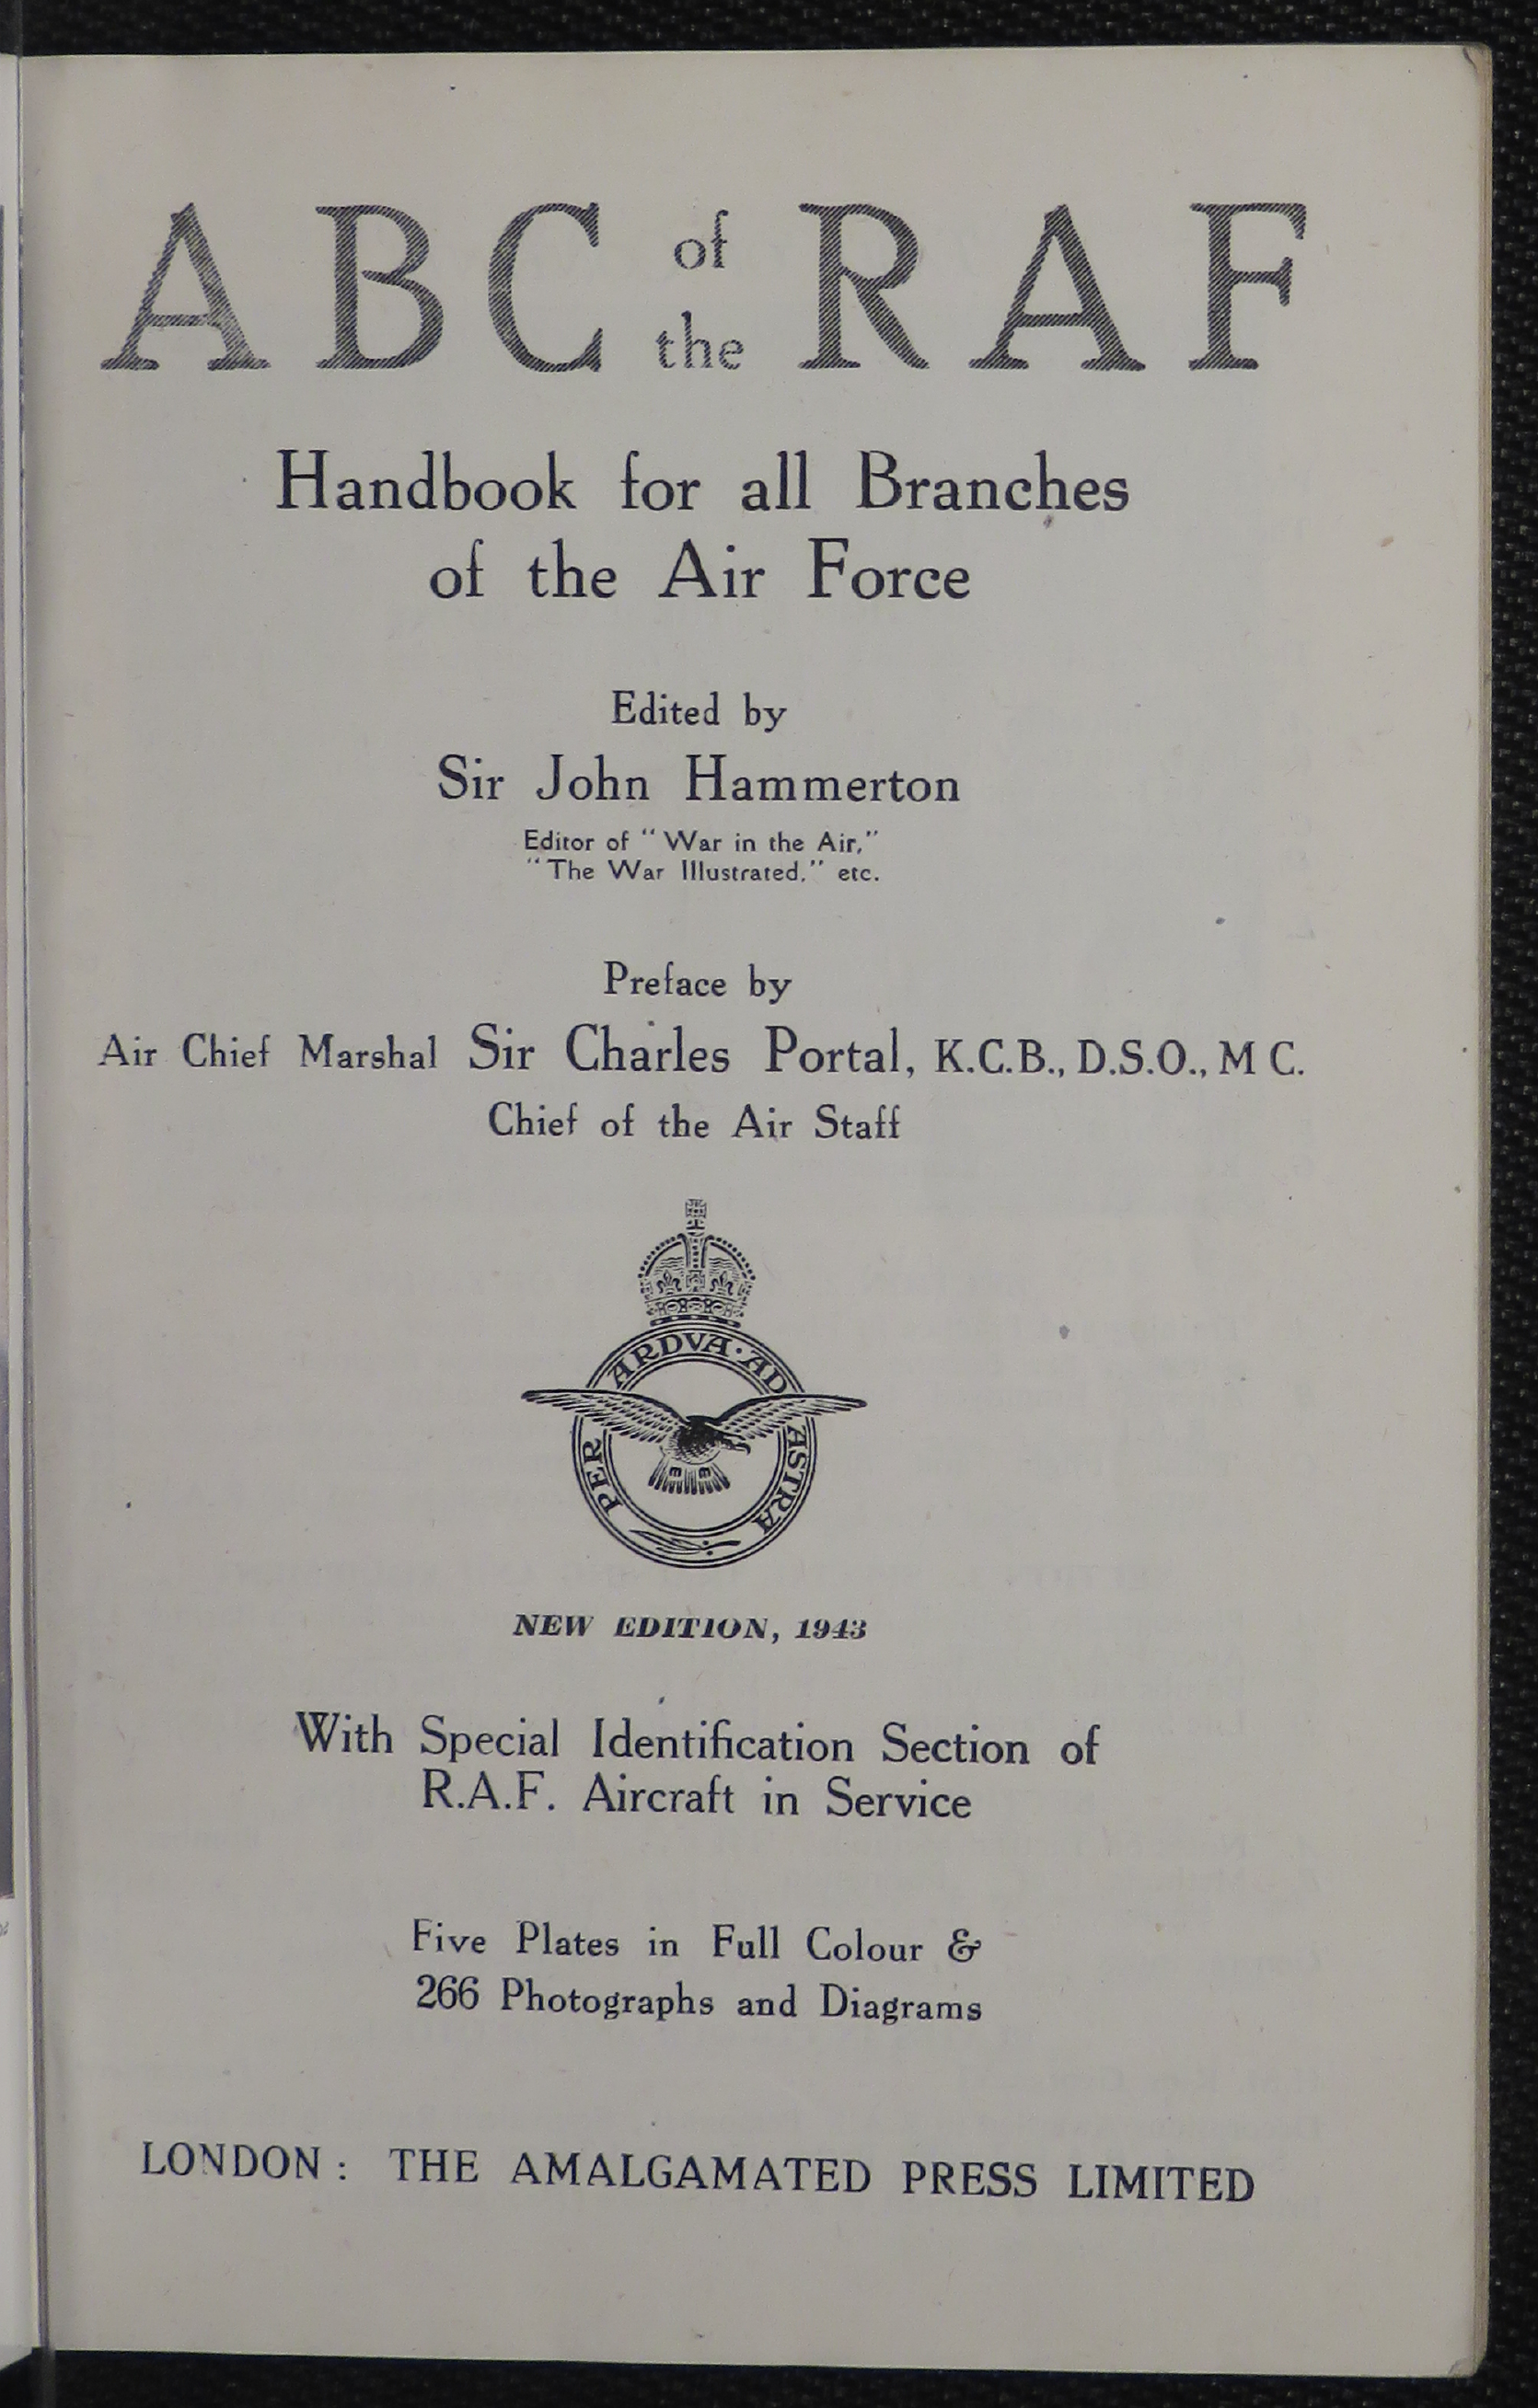 ABC of the RAF
Handbook for all Branches
of the Air Force
Edited by
Sir John Hammerton
Editor of "War in the Air,"
"The War Illustrated," etc.
Preface by
Air Chief Marshal Sir Charles Portal, K.C.B., D.S.O., M C.
Chief of the Air Staff
PER ARDVA · AD ASTRA
NEW EDITION, 1943
With Special Identification Section of
R.A.F. Aircraft in Service
Five Plates in Full Colour &
266 Photographs and Diagrams
LONDON : THE AMALGAMATED PRESS LIMITED